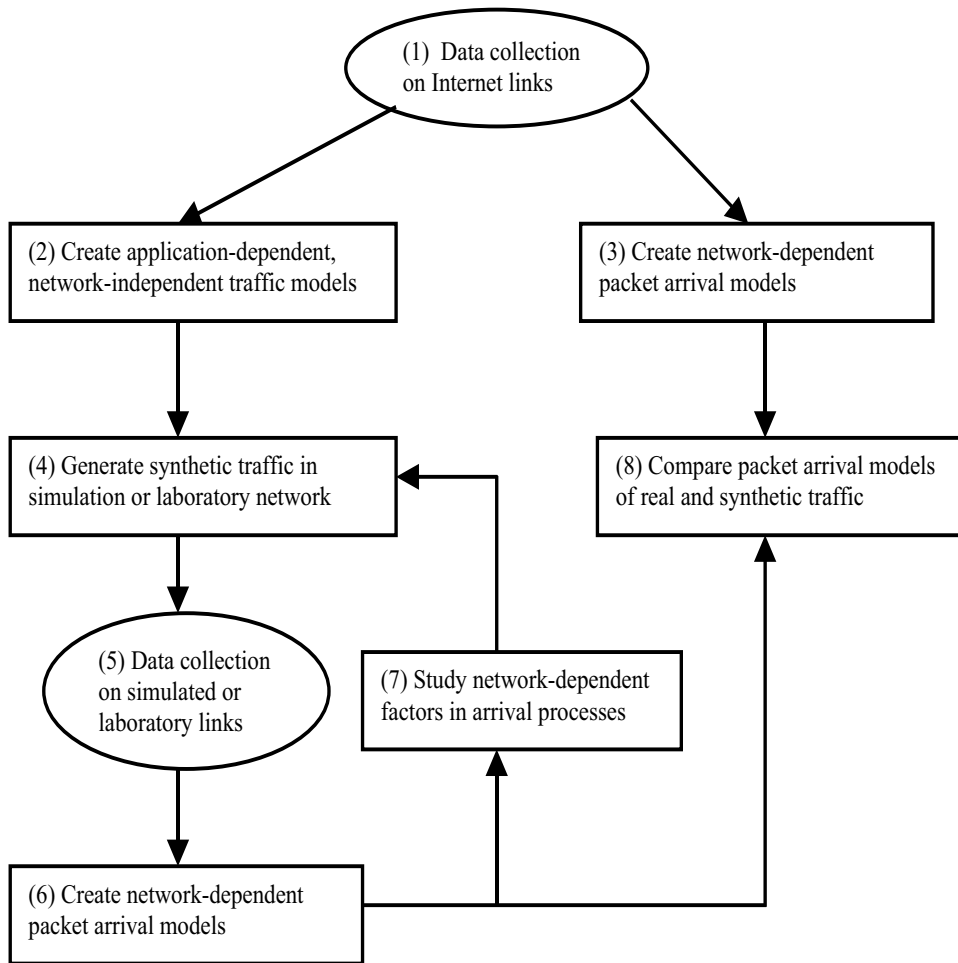 (1) Data collection
on Internet links
(2) Create application-dependent,
network-independent traffic models
(3) Create network-dependent
packet arrival models
(4) Generate synthetic traffic in
simulation or laboratory network
(8) Compare packet arrival models
of real and synthetic traffic
(5) Data collection
on simulated or
laboratory links
(7) Study network-dependent
factors in arrival processes
(6) Create network-dependent
packet arrival models